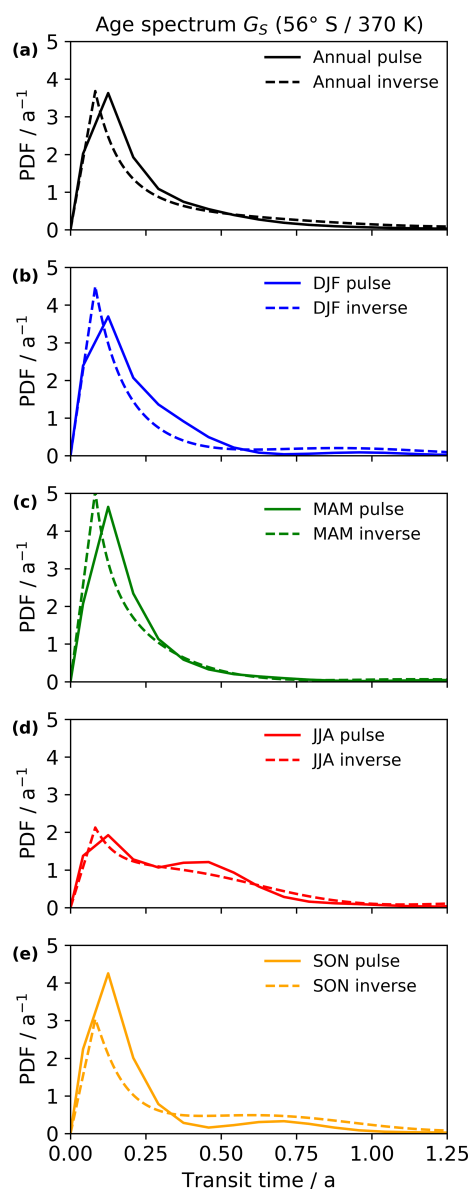 Age spectrum G_S (56° S / 370 K)
(a)
5
4
3
2
1
0
PDF / a⁻¹
Annual pulse
Annual inverse
(b)
5
4
3
2
1
0
PDF / a⁻¹
DJF pulse
DJF inverse
(c)
5
4
3
2
1
0
PDF / a⁻¹
MAM pulse
MAM inverse
(d)
5
4
3
2
1
0
PDF / a⁻¹
JJA pulse
JJA inverse
(e)
5
4
3
2
1
0
PDF / a⁻¹
SON pulse
SON inverse
0.00 0.25 0.50 0.75 1.00 1.25
Transit time / a